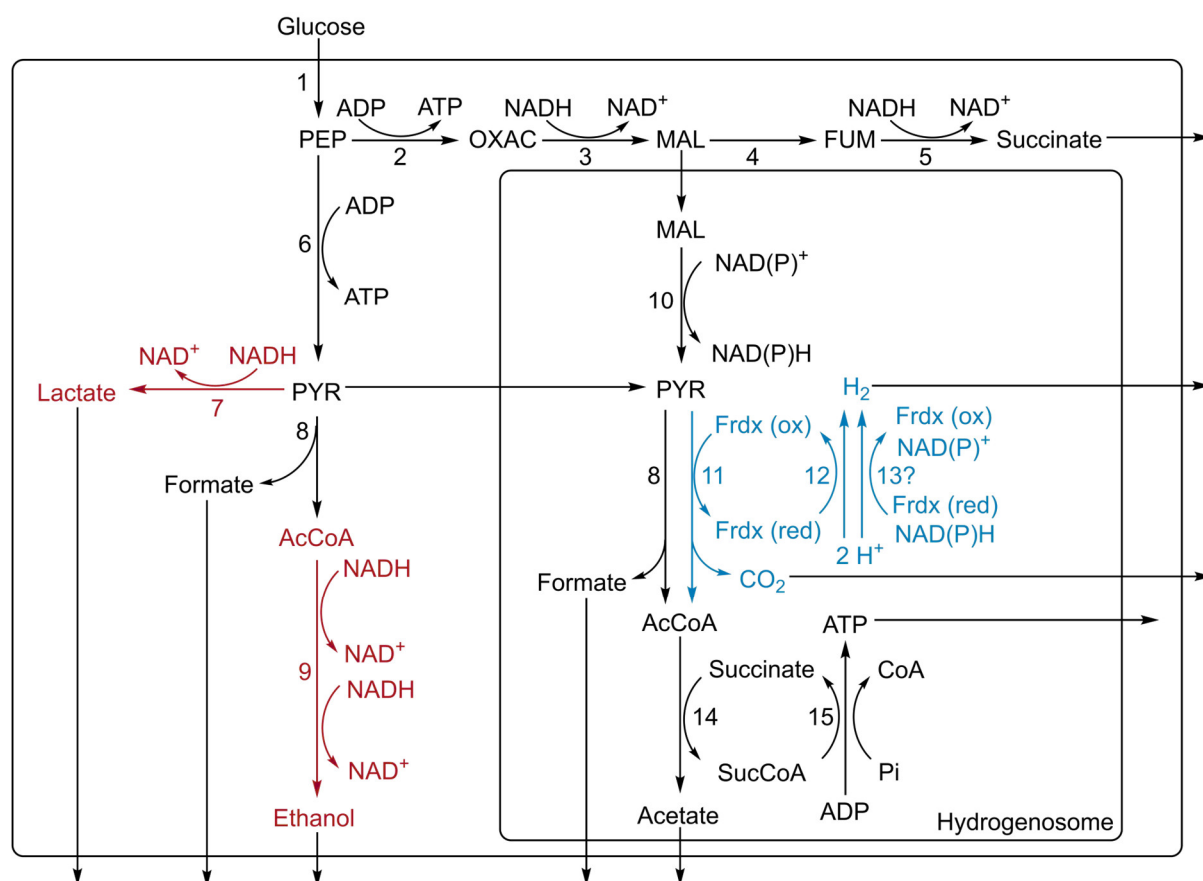 Glucose
1
ADP ATP NADH NAD+ NADH NAD+
PEP OXAC MAL FUM Succinate
2 3 4 5
ADP
6
ATP
MAL
NAD(P)+
10
NAD(P)H
NAD+ NADH
Lactate PYR PYR H2
7
8
Formate
AcCoA
NADH
NAD+
9
NADH
NAD+
Ethanol
Frdx (ox) Frdx (ox)
NAD(P)+
8 11 12 13?
Frdx (red) Frdx (red)
NAD(P)H
2 H+
Formate CO2
AcCoA ATP
Succinate CoA
14 15
SucCoA Pi
Acetate ADP
Hydrogenosome